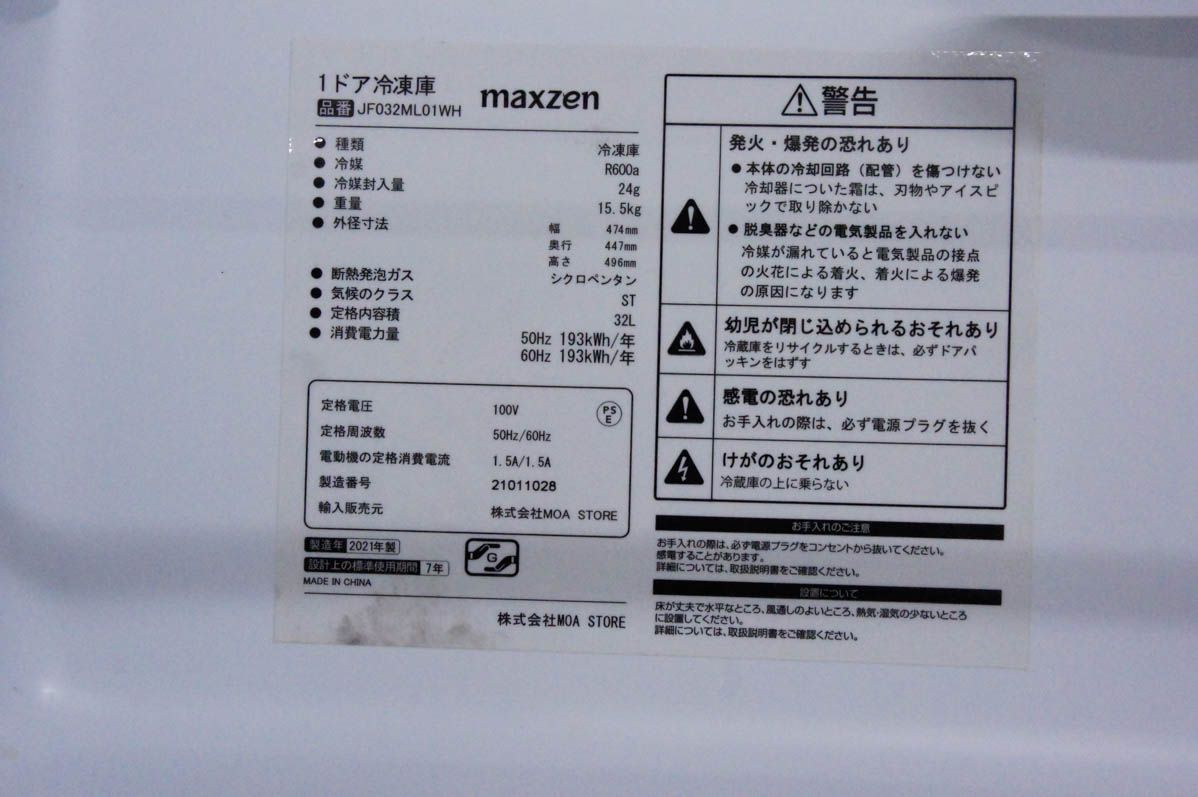 1ドア冷凍庫
品番 JF032ML01WH
maxzen
● 種類 冷凍庫
● 冷媒 R600a
● 冷媒封入量 24g
● 重量 15.5kg
● 外径寸法
幅 474mm
奥行 447mm
高さ 496mm
● 断熱発泡ガス シクロペンタン
● 気候のクラス ST
● 定格内容積 32L
● 消費電力量 50Hz 193kWh/年
60Hz 193kWh/年
定格電圧 100V
PS
E
定格周波数 50Hz/60Hz
電動機の定格消費電流 1.5A/1.5A
製造番号 21011028
輸入販売元 株式会社MOA STORE
製造年 2021年製
設計上の標準使用期間 7年
MADE IN CHINA
G
株式会社MOA STORE
警告
発火・爆発の恐れあり
● 本体の冷却回路（配管）を傷つけない
冷却器についた霜は、刃物やアイスピ
ックで取り除かない
● 脱臭器などの電気製品を入れない
冷媒が漏れていると電気製品の接点
の火花による着火、着火による爆発
の原因になります
幼児が閉じ込められるおそれあり
冷蔵庫をリサイクルするときは、必ずドアパ
ッキンをはずす
感電の恐れあり
お手入れの際は、必ず電源プラグを抜く
けがのおそれあり
冷蔵庫の上に乗らない
お手入れのご注意
お手入れの際は、必ず電源プラグをコンセントから抜いてください。
感電することがあります。
詳細については、取扱説明書をご確認ください。
設置について
床が丈夫で水平なところ、風通しのよいところ、熱気・湿気の少ないところ
に設置してください。
詳細については、取扱説明書をご確認ください。